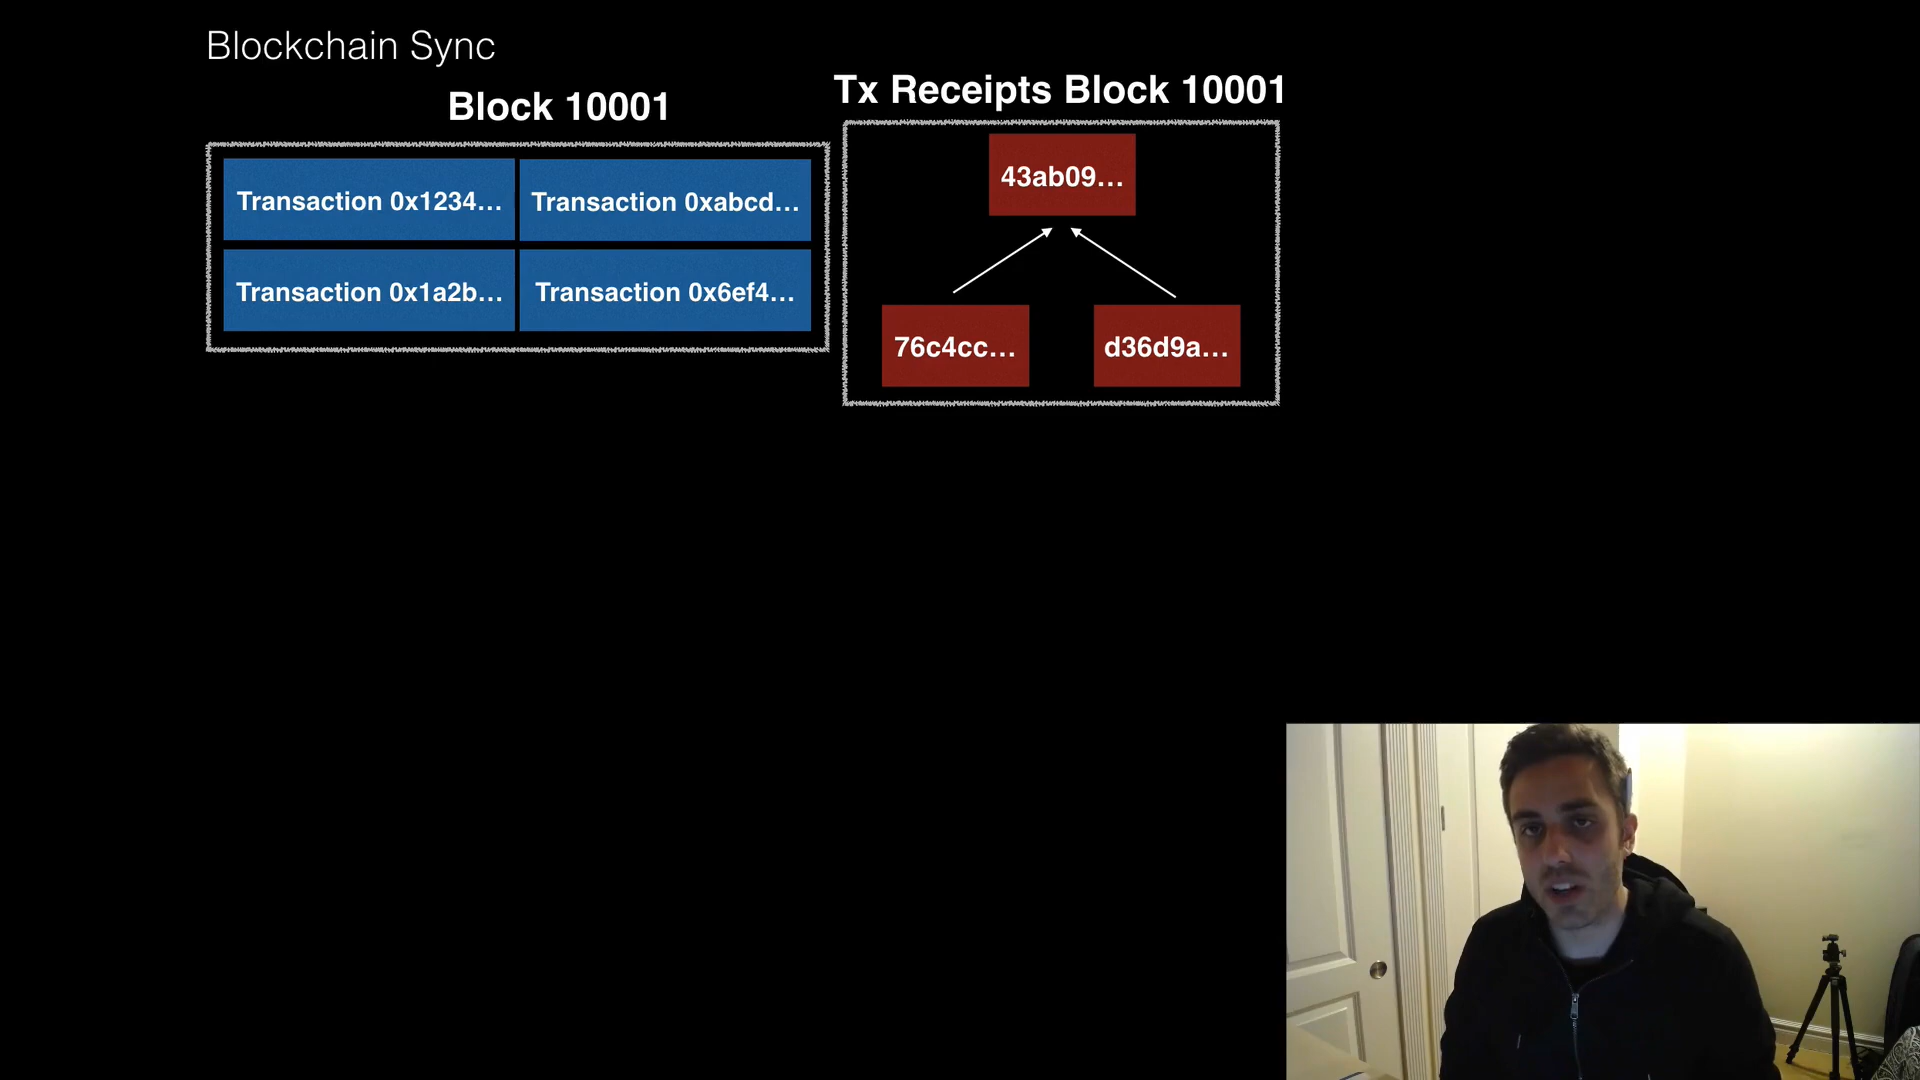 Blockchain Sync
Block 10001
Tx Receipts Block 10001
Transaction 0x1234...
Transaction 0xabcd...
Transaction 0x1a2b...
Transaction 0x6ef4...
43ab09...
76c4cc...
d36d9a...